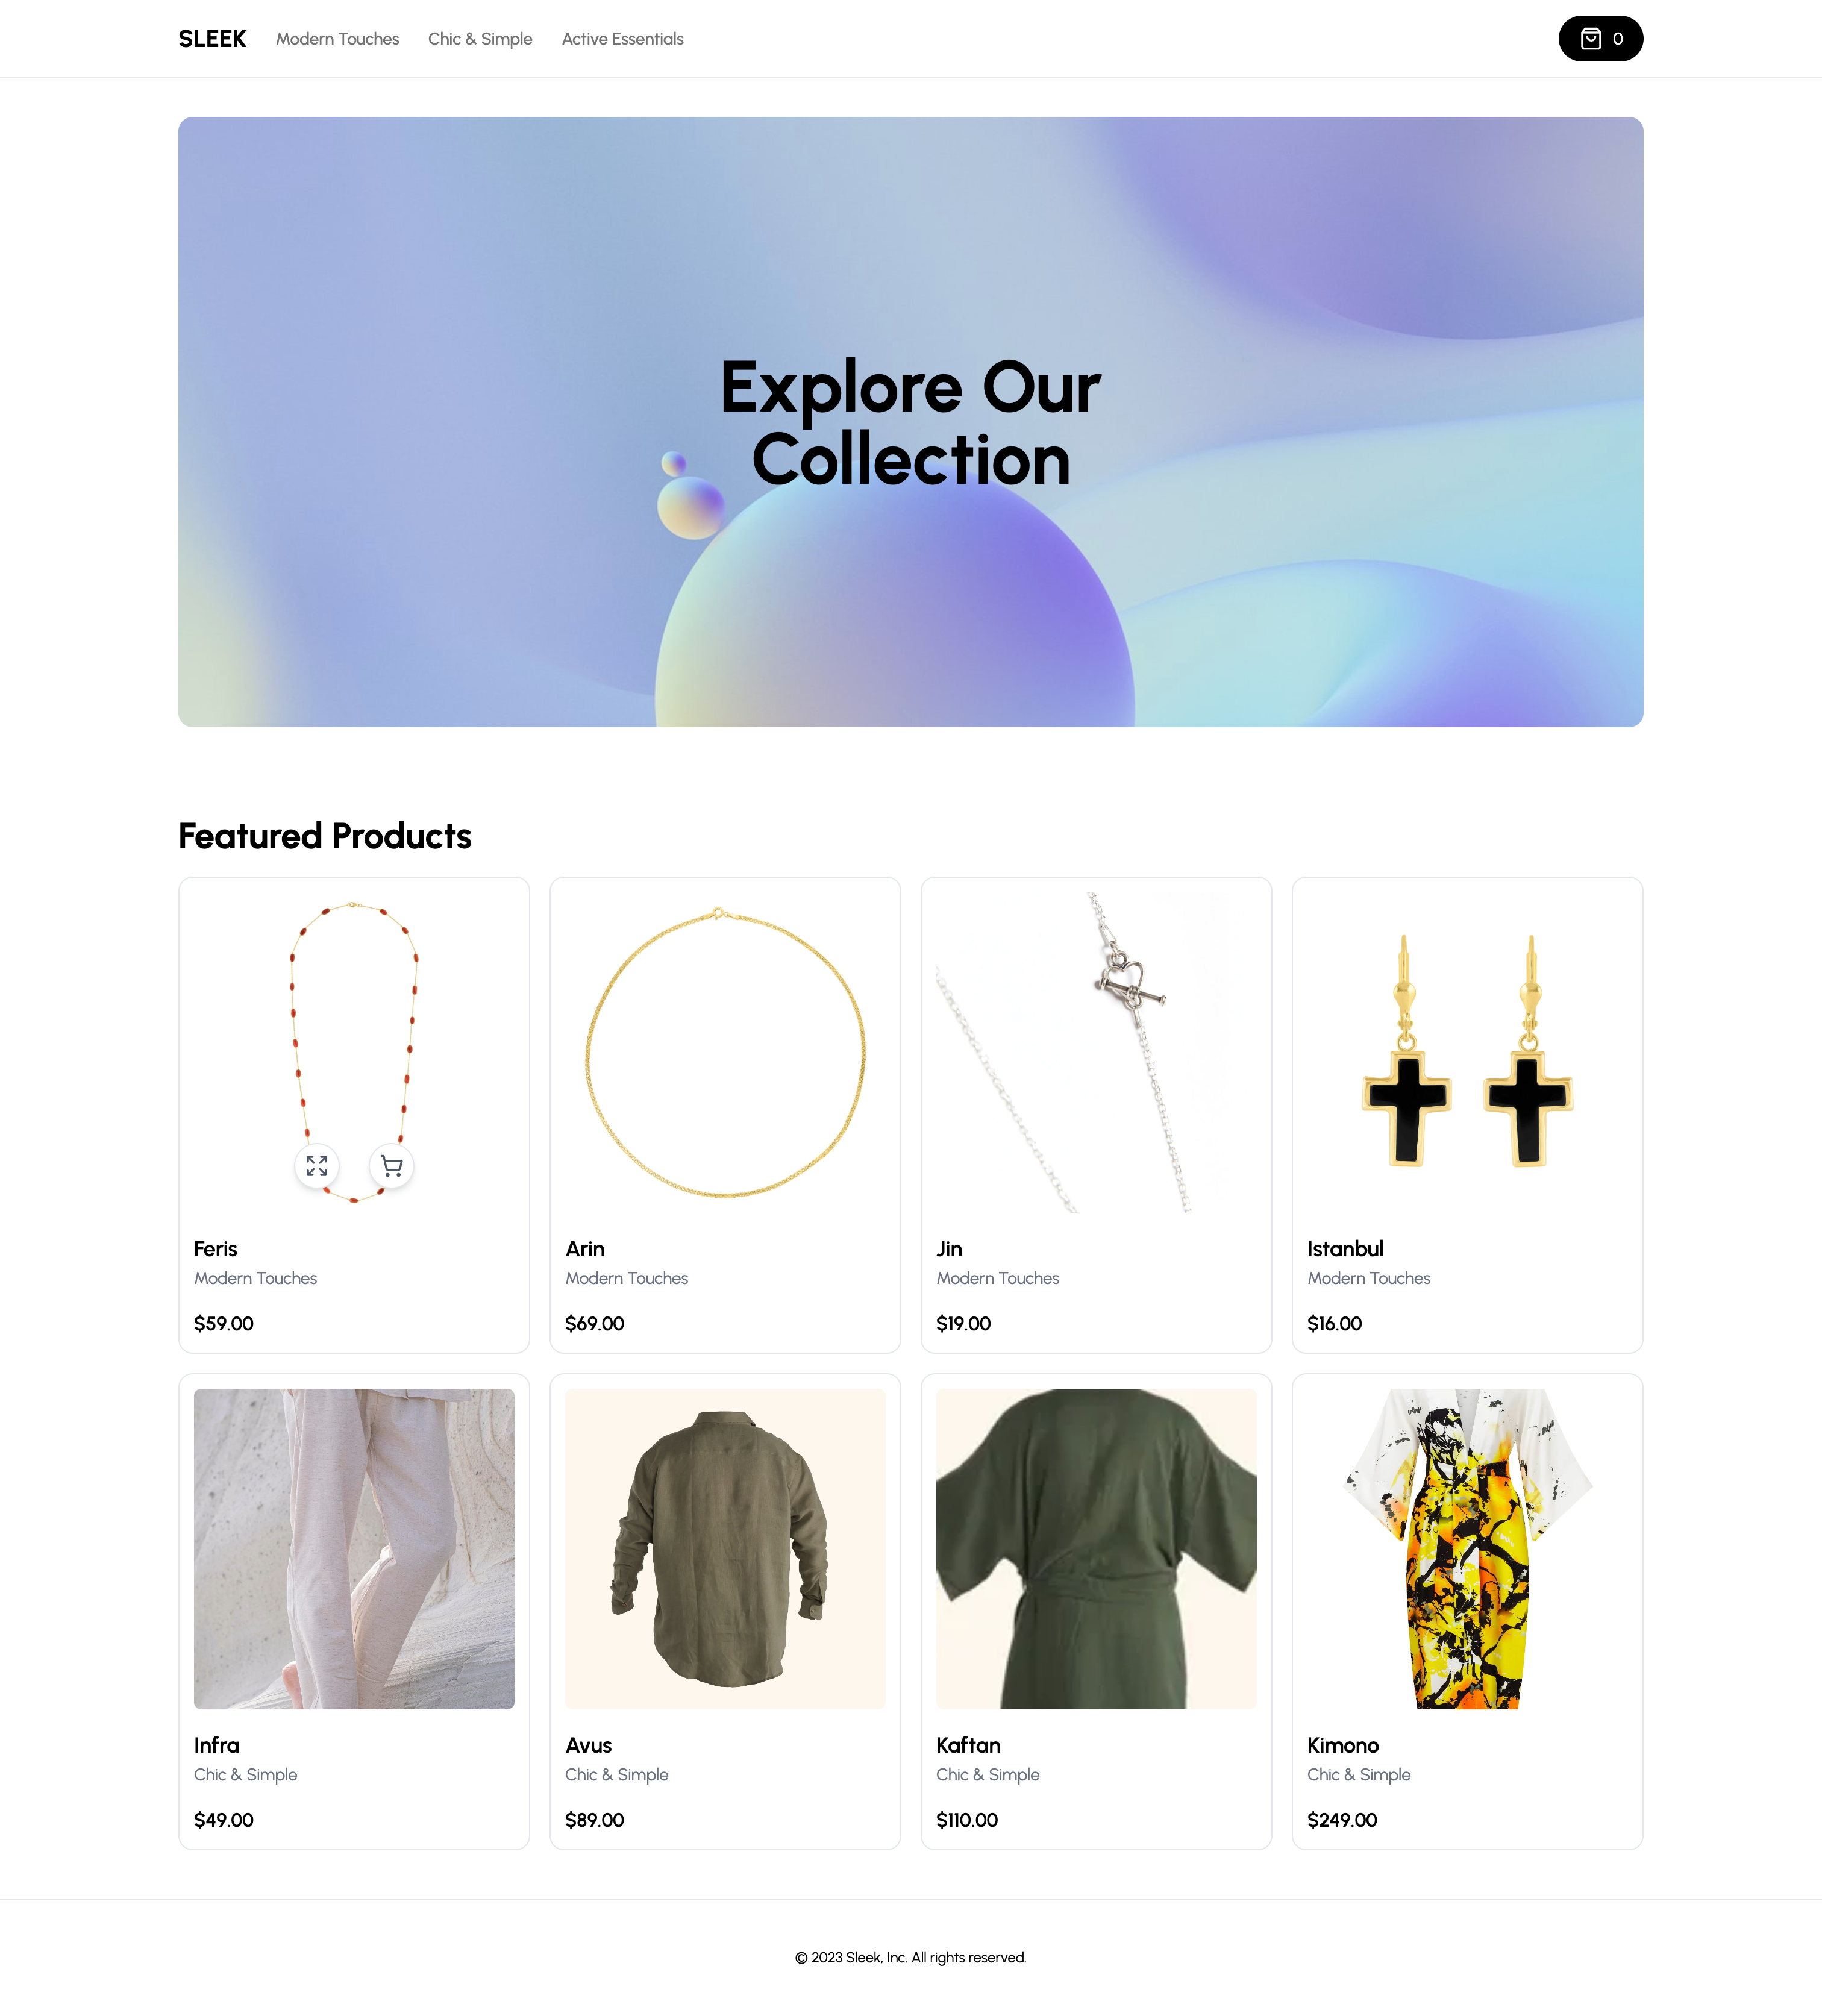 SLEEK Modern Touches Chic & Simple Active Essentials 0
Explore Our
Collection
Featured Products
Feris Arin Jin Istanbul
Modern Touches Modern Touches Modern Touches Modern Touches
$59.00 $69.00 $19.00 $16.00
Infra Avus Kaftan Kimono
Chic & Simple Chic & Simple Chic & Simple Chic & Simple
$49.00 $89.00 $110.00 $249.00
© 2023 Sleek, Inc. All rights reserved.